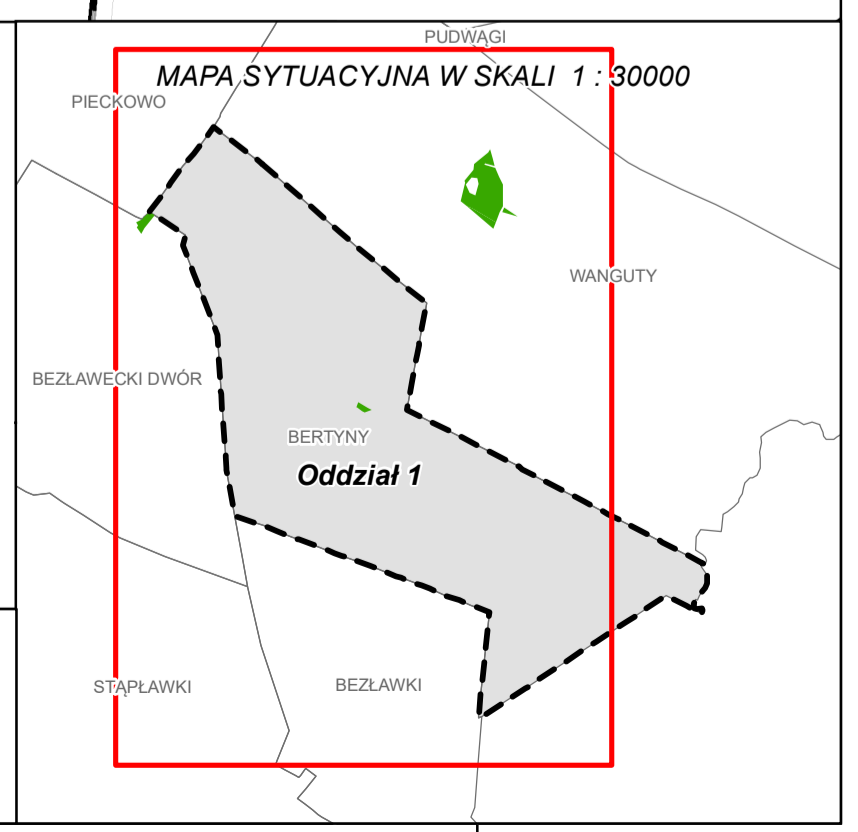 PUDWĄGI
MAPA SYTUACYJNA W SKALI 1 : 30000
PIECKOWO
WANGUTY
BEZŁAWECKI DWÓR
BERTYNY
Oddział 1
STĄPŁAWKI
BEZŁAWKI